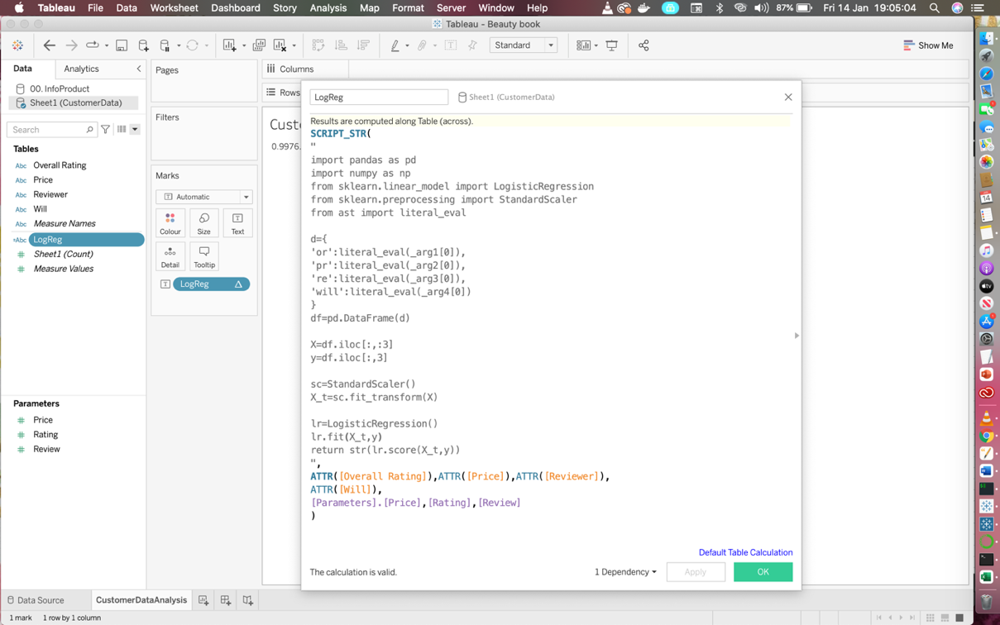 Tableau File Data Worksheet Dashboard Story Analysis Map Format Server Window Help 87% Fri 14 Jan 19:05:04
Tableau - Beauty book
Standard
Show Me
Data Analytics
00. InfoProduct
Sheet1 (CustomerData)
Search
Tables
Abc Overall Rating
Abc Price
Abc Reviewer
Abc Will
Abc Measure Names
=Abc LogReg
# Sheet1 (Count)
# Measure Values
Parameters
# Price
# Rating
# Review
Pages
Filters
Marks
Automatic
Colour Size Text
Detail Tooltip
LogReg
Columns
Rows
Custo
0.9976.
LogReg Sheet1 (CustomerData)
Results are computed along Table (across).
SCRIPT_STR(
"
import pandas as pd
import numpy as np
from sklearn.linear_model import LogisticRegression
from sklearn.preprocessing import StandardScaler
from ast import literal_eval
d={
'or':literal_eval(_arg1[0]),
'pr':literal_eval(_arg2[0]),
're':literal_eval(_arg3[0]),
'will':literal_eval(_arg4[0])
}
df=pd.DataFrame(d)
X=df.iloc[:,:3]
y=df.iloc[:,3]
sc=StandardScaler()
X_t=sc.fit_transform(X)
lr=LogisticRegression()
lr.fit(X_t,y)
return str(lr.score(X_t,y))
",
ATTR([Overall Rating]),ATTR([Price]),ATTR([Reviewer]),
ATTR([Will]),
[Parameters].[Price],[Rating],[Review]
)
Default Table Calculation
The calculation is valid. 1 Dependency Apply OK
Data Source CustomerDataAnalysis
1 mark 1 row by 1 column